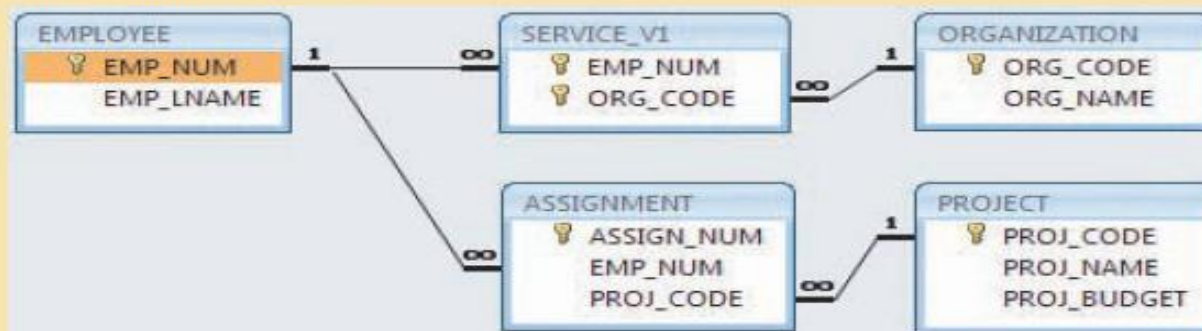 EMPLOYEE
EMP_NUM
EMP_LNAME
1
∞
SERVICE_V1
EMP_NUM
ORG_CODE
∞
1
ORGANIZATION
ORG_CODE
ORG_NAME
∞
ASSIGNMENT
ASSIGN_NUM
EMP_NUM
PROJ_CODE
∞
1
PROJECT
PROJ_CODE
PROJ_NAME
PROJ_BUDGET